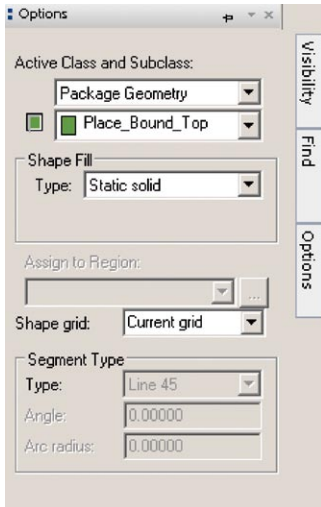 Options
Active Class and Subclass:
Package Geometry
Place_Bound_Top
Shape Fill
Type: Static solid
Assign to Region:
...
Shape grid: Current grid
Segment Type
Type: Line 45
Angle: 0.00000
Arc radius: 0.00000
Visibility
Find
Options